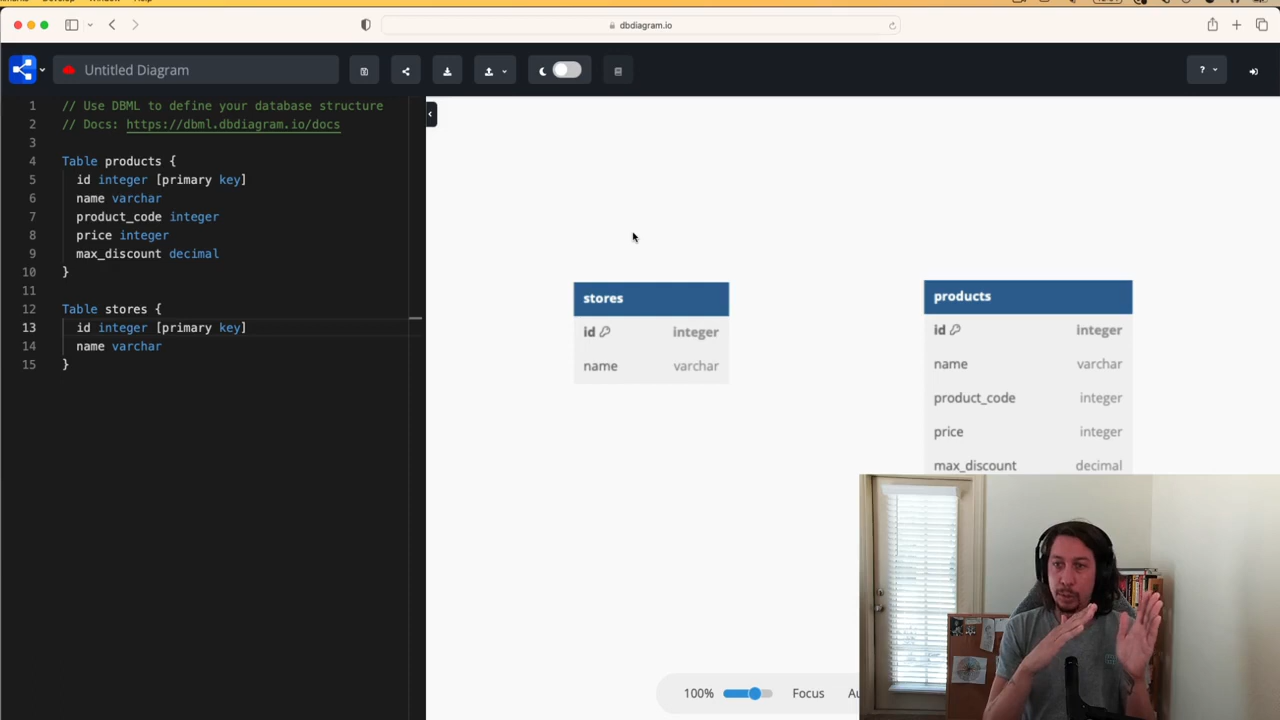 dbdiagram.io
Untitled Diagram
?
1 // Use DBML to define your database structure
2 // Docs: https://dbml.dbdiagram.io/docs
3
4 Table products {
5 id integer [primary key]
6 name varchar
7 product_code integer
8 price integer
9 max_discount decimal
10 }
11
12 Table stores {
13 id integer [primary key]
14 name varchar
15 }
stores
id integer
name varchar
products
id integer
name varchar
product_code integer
price integer
max_discount decimal
100% Focus